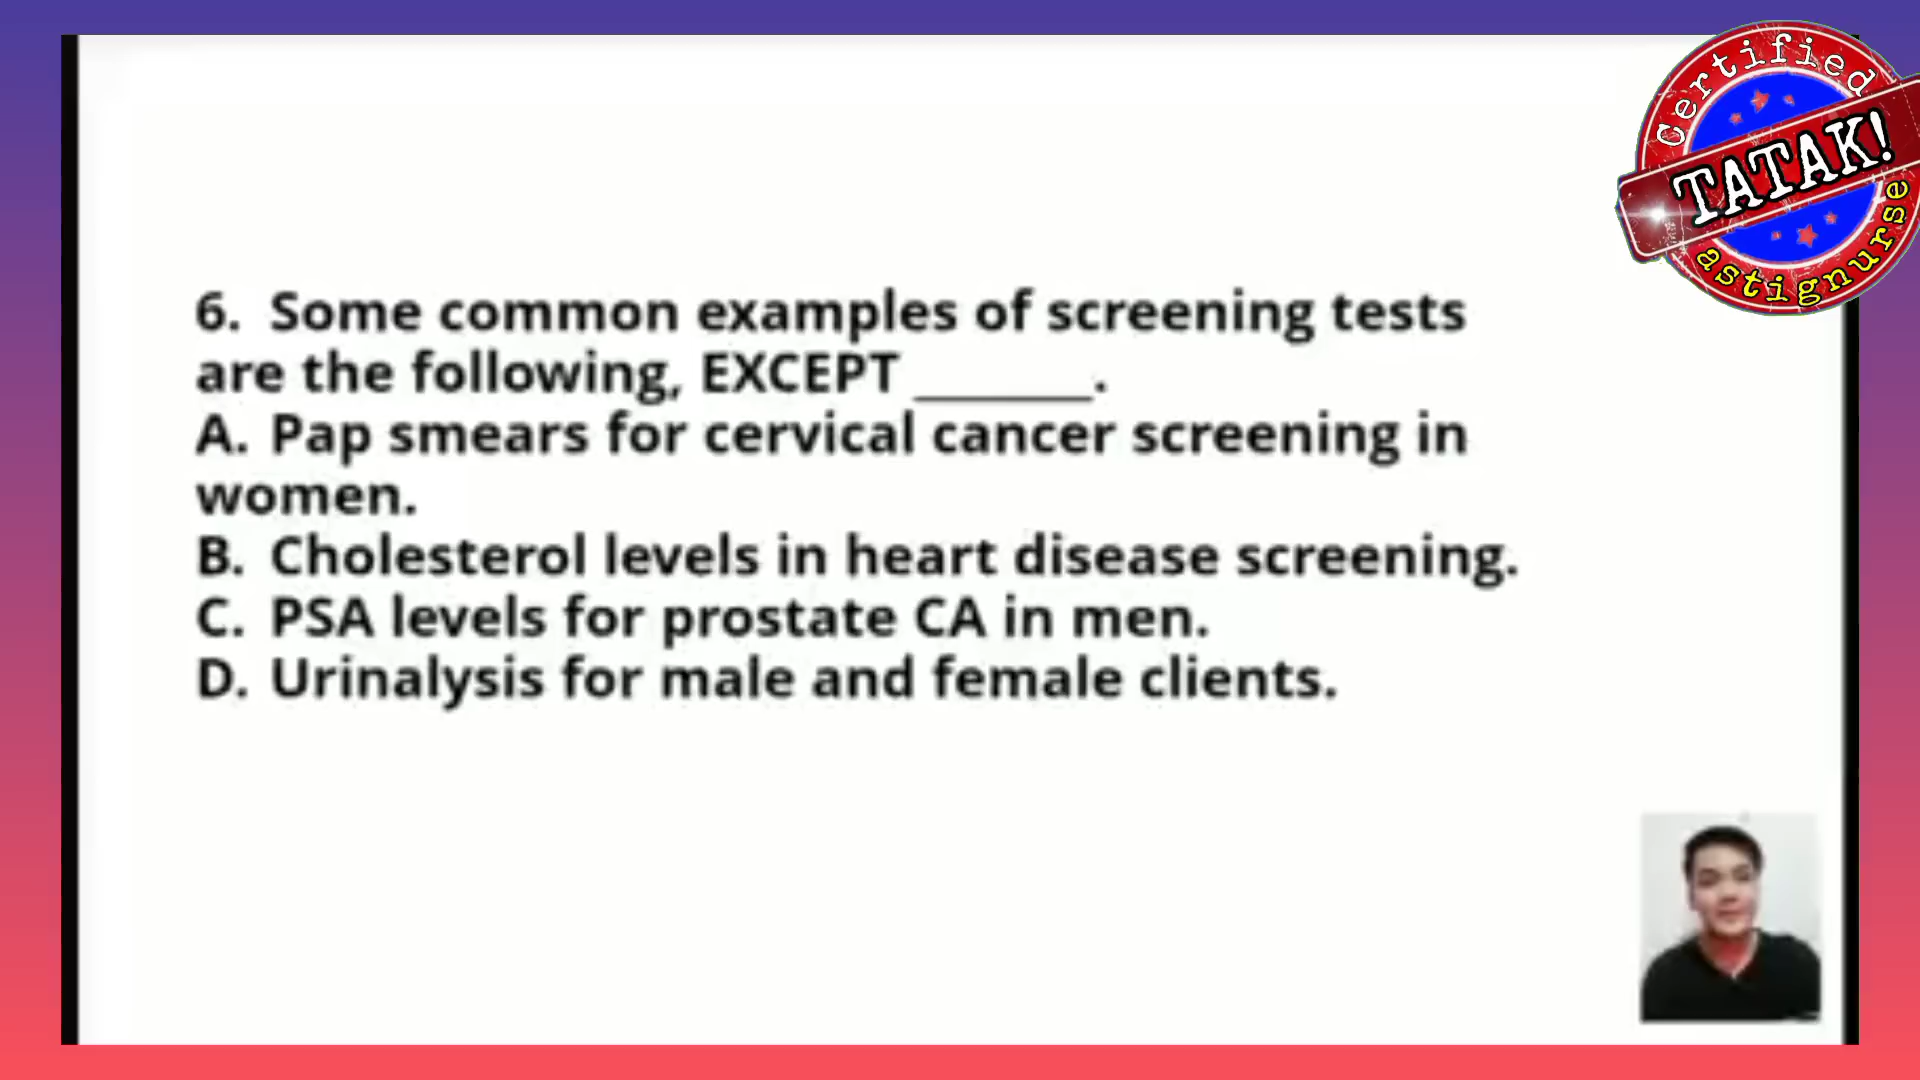 Certified
TATAK!
astignurse
6. Some common examples of screening tests
are the following, EXCEPT _______.
A. Pap smears for cervical cancer screening in
women.
B. Cholesterol levels in heart disease screening.
C. PSA levels for prostate CA in men.
D. Urinalysis for male and female clients.